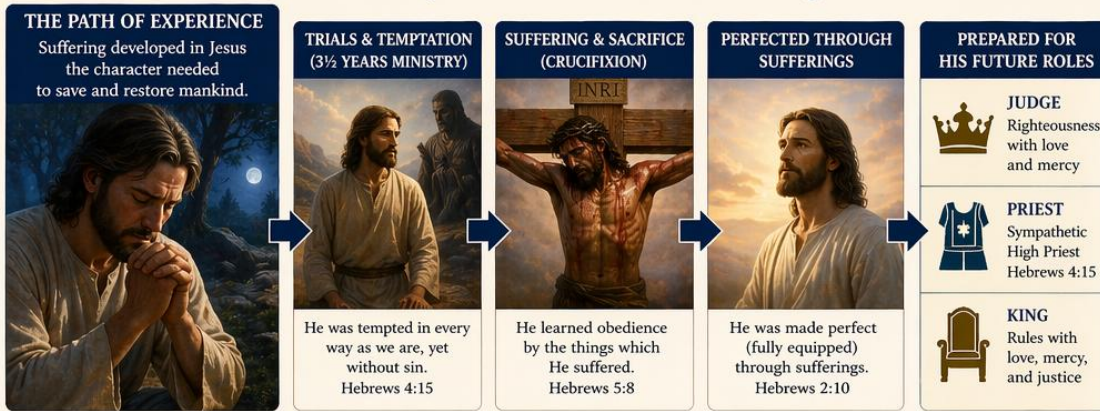 THE PATH OF EXPERIENCE
Suffering developed in Jesus
the character needed
to save and restore mankind.
TRIALS & TEMPTATION
(3½ YEARS MINISTRY)
He was tempted in every
way as we are, yet
without sin.
Hebrews 4:15
SUFFERING & SACRIFICE
(CRUCIFIXION)
INRI
He learned obedience
by the things which
He suffered.
Hebrews 5:8
PERFECTED THROUGH
SUFFERINGS
He was made perfect
(fully equipped)
through sufferings.
Hebrews 2:10
PREPARED FOR
HIS FUTURE ROLES
JUDGE
Righteousness
with love
and mercy
PRIEST
Sympathetic
High Priest
Hebrews 4:15
KING
Rules with
love, mercy,
and justice